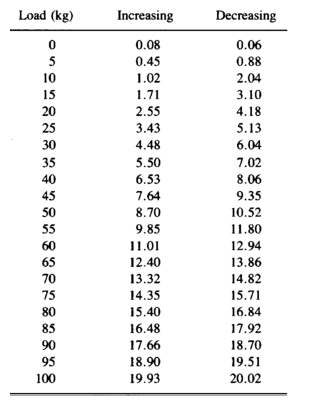 Load (kg) Increasing Decreasing
0 0.08 0.06
5 0.45 0.88
10 1.02 2.04
15 1.71 3.10
20 2.55 4.18
25 3.43 5.13
30 4.48 6.04
35 5.50 7.02
40 6.53 8.06
45 7.64 9.35
50 8.70 10.52
55 9.85 11.80
60 11.01 12.94
65 12.40 13.86
70 13.32 14.82
75 14.35 15.71
80 15.40 16.84
85 16.48 17.92
90 17.66 18.70
95 18.90 19.51
100 19.93 20.02